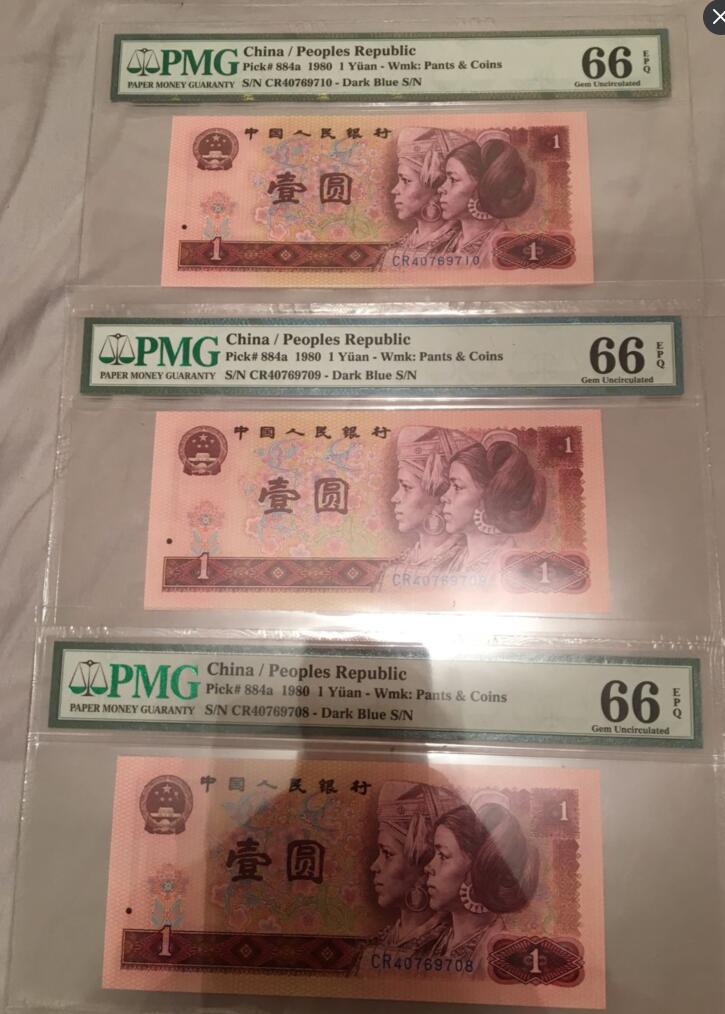 PMG
PAPER MONEY GUARANTY
China / Peoples Republic
Pick# 884a 1980 1 Yüan - Wmk: Pants & Coins
S/N CR40769710 - Dark Blue S/N
66 EPQ
Gem Uncirculated
中国人民银行
壹圆
1
1
CR40769710
1
PMG
PAPER MONEY GUARANTY
China / Peoples Republic
Pick# 884a 1980 1 Yüan - Wmk: Pants & Coins
S/N CR40769709 - Dark Blue S/N
66 EPQ
Gem Uncirculated
中国人民银行
壹圆
1
1
CR40769709
1
PMG
PAPER MONEY GUARANTY
China / Peoples Republic
Pick# 884a 1980 1 Yüan - Wmk: Pants & Coins
S/N CR40769708 - Dark Blue S/N
66 EPQ
Gem Uncirculated
中国人民银行
壹圆
1
1
CR40769708
1